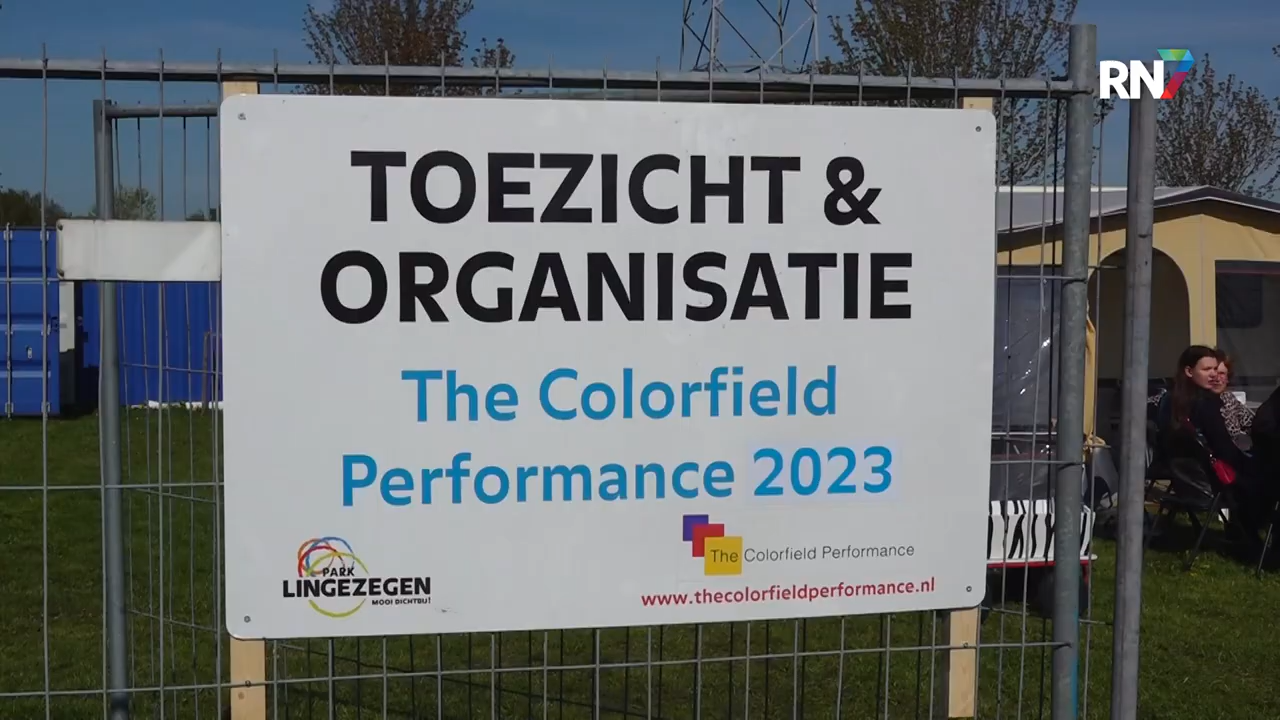 RN7
TOEZICHT &
ORGANISATIE
The Colorfield
Performance 2023
PARK
LINGEZEGEN
MOOI DICHTBIJ!
The Colorfield Performance
www.thecolorfieldperformance.nl